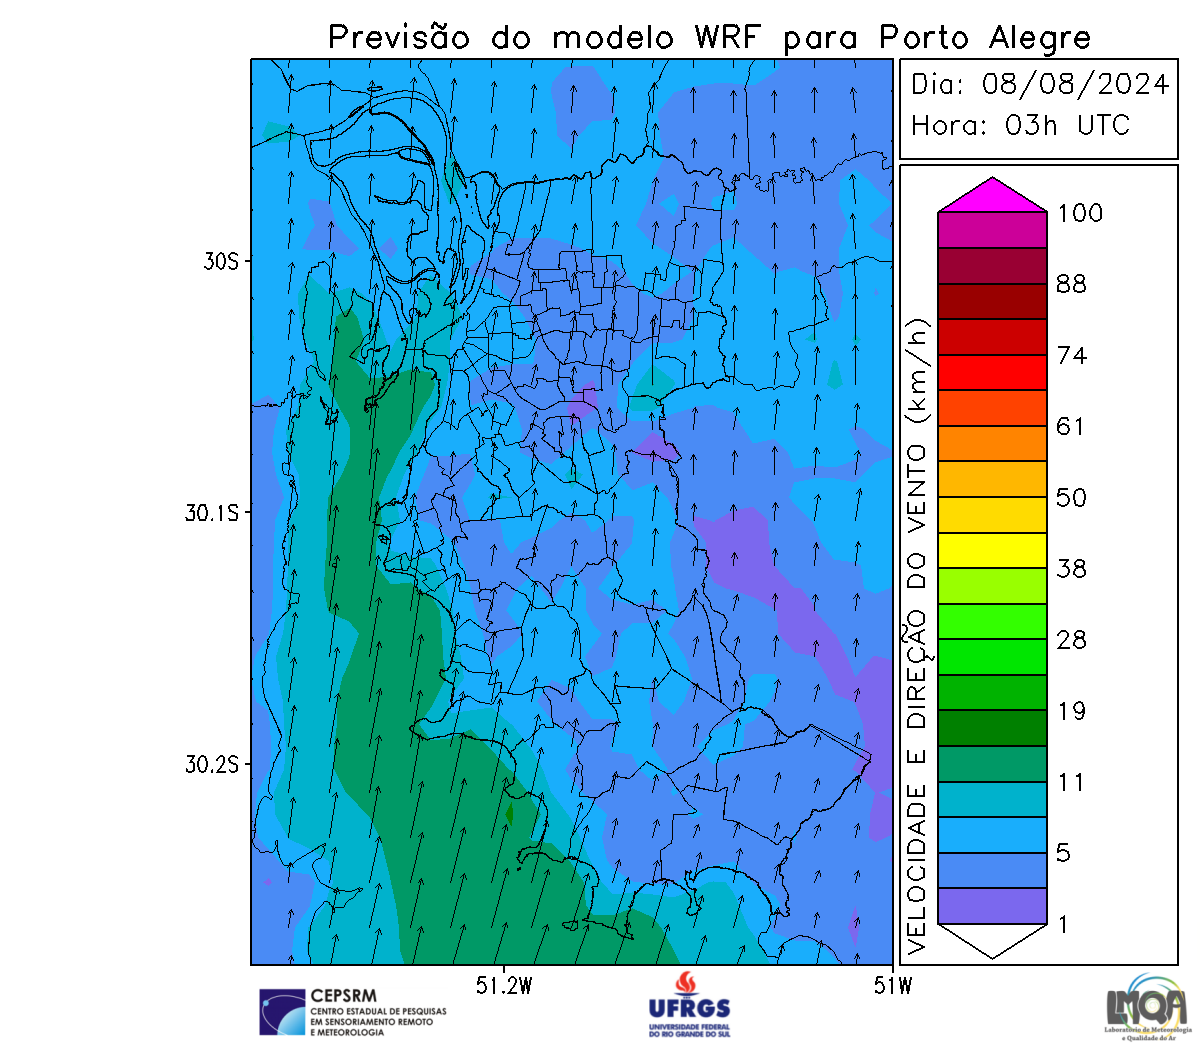 Previsão do modelo WRF para Porto Alegre
Dia: 08/08/2024
Hora: 03h UTC
30S
30.1S
30.2S
51.2W
51W
VELOCIDADE E DIREÇÃO DO VENTO (km/h)
100
88
74
61
50
38
28
19
11
5
1
CEPSRM
CENTRO ESTADUAL DE PESQUISAS
EM SENSORIAMENTO REMOTO
E METEOROLOGIA
UFRGS
UNIVERSIDADE FEDERAL
DO RIO GRANDE DO SUL
LMQA
Laboratório de Meteorologia
e Qualidade do Ar